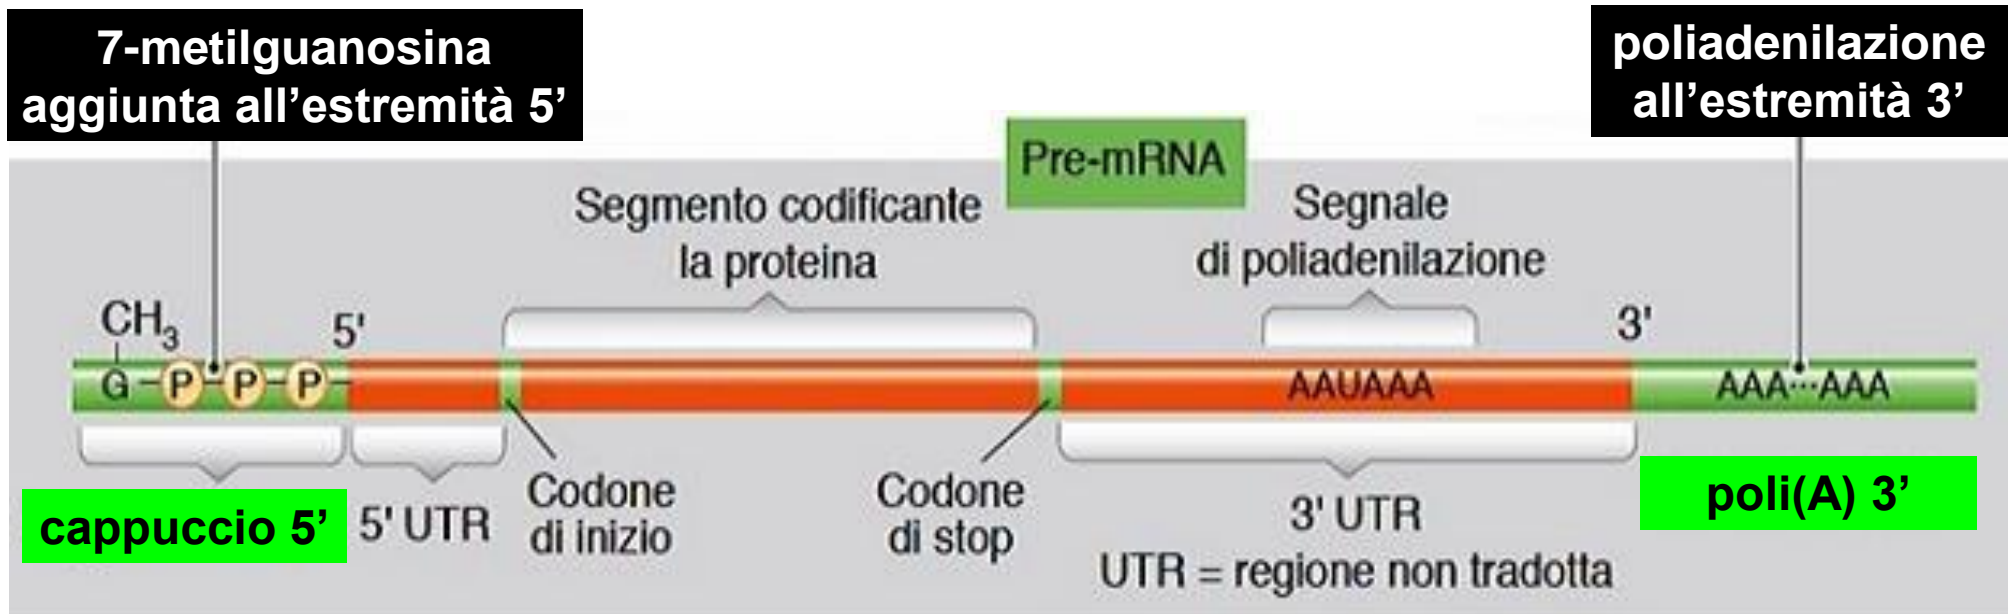 7-metilguanosina
aggiunta all’estremità 5’
poliadenilazione
all’estremità 3’
Pre-mRNA
Segmento codificante
la proteina
Segnale
di poliadenilazione
CH3
5'
3'
G P P P
AAUAAA
AAA···AAA
cappuccio 5’
5' UTR
Codone
di inizio
Codone
di stop
3' UTR
UTR = regione non tradotta
poli(A) 3’